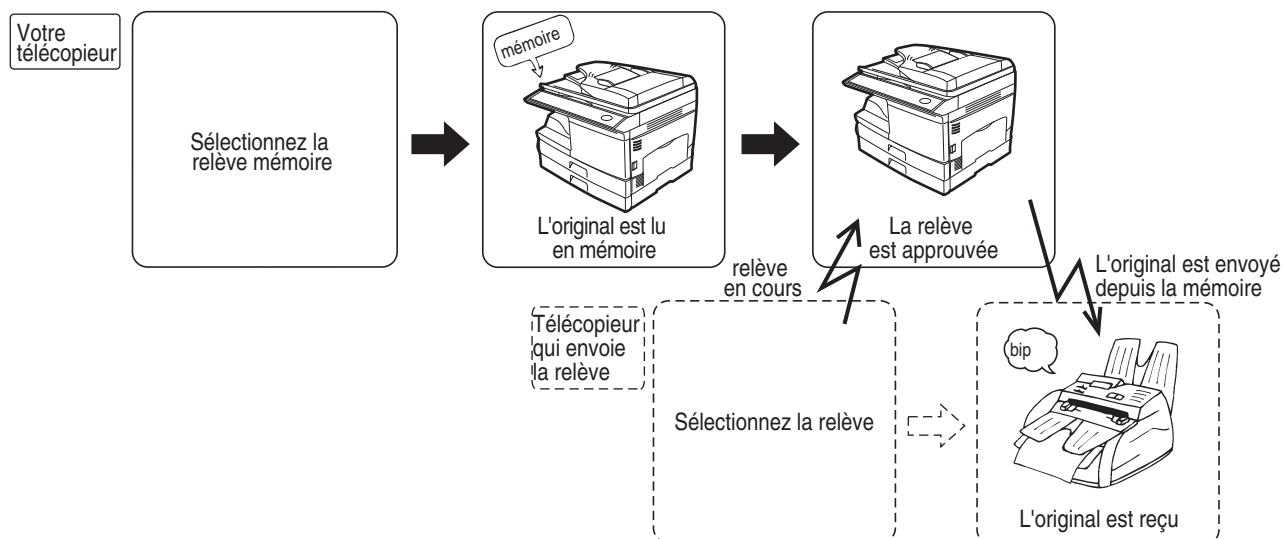 Votre
télécopieur
Sélectionnez la
relève mémoire
mémoire
L'original est lu
en mémoire
La relève
est approuvée
relève
en cours
L'original est envoyé
depuis la mémoire
Télécopieur
qui envoie
la relève
Sélectionnez la relève
bip
L'original est reçu